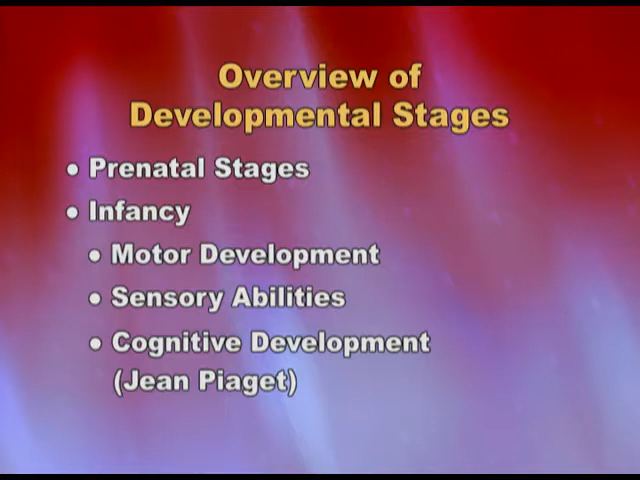 Overview of
Developmental Stages
• Prenatal Stages
• Infancy
• Motor Development
• Sensory Abilities
• Cognitive Development
(Jean Piaget)